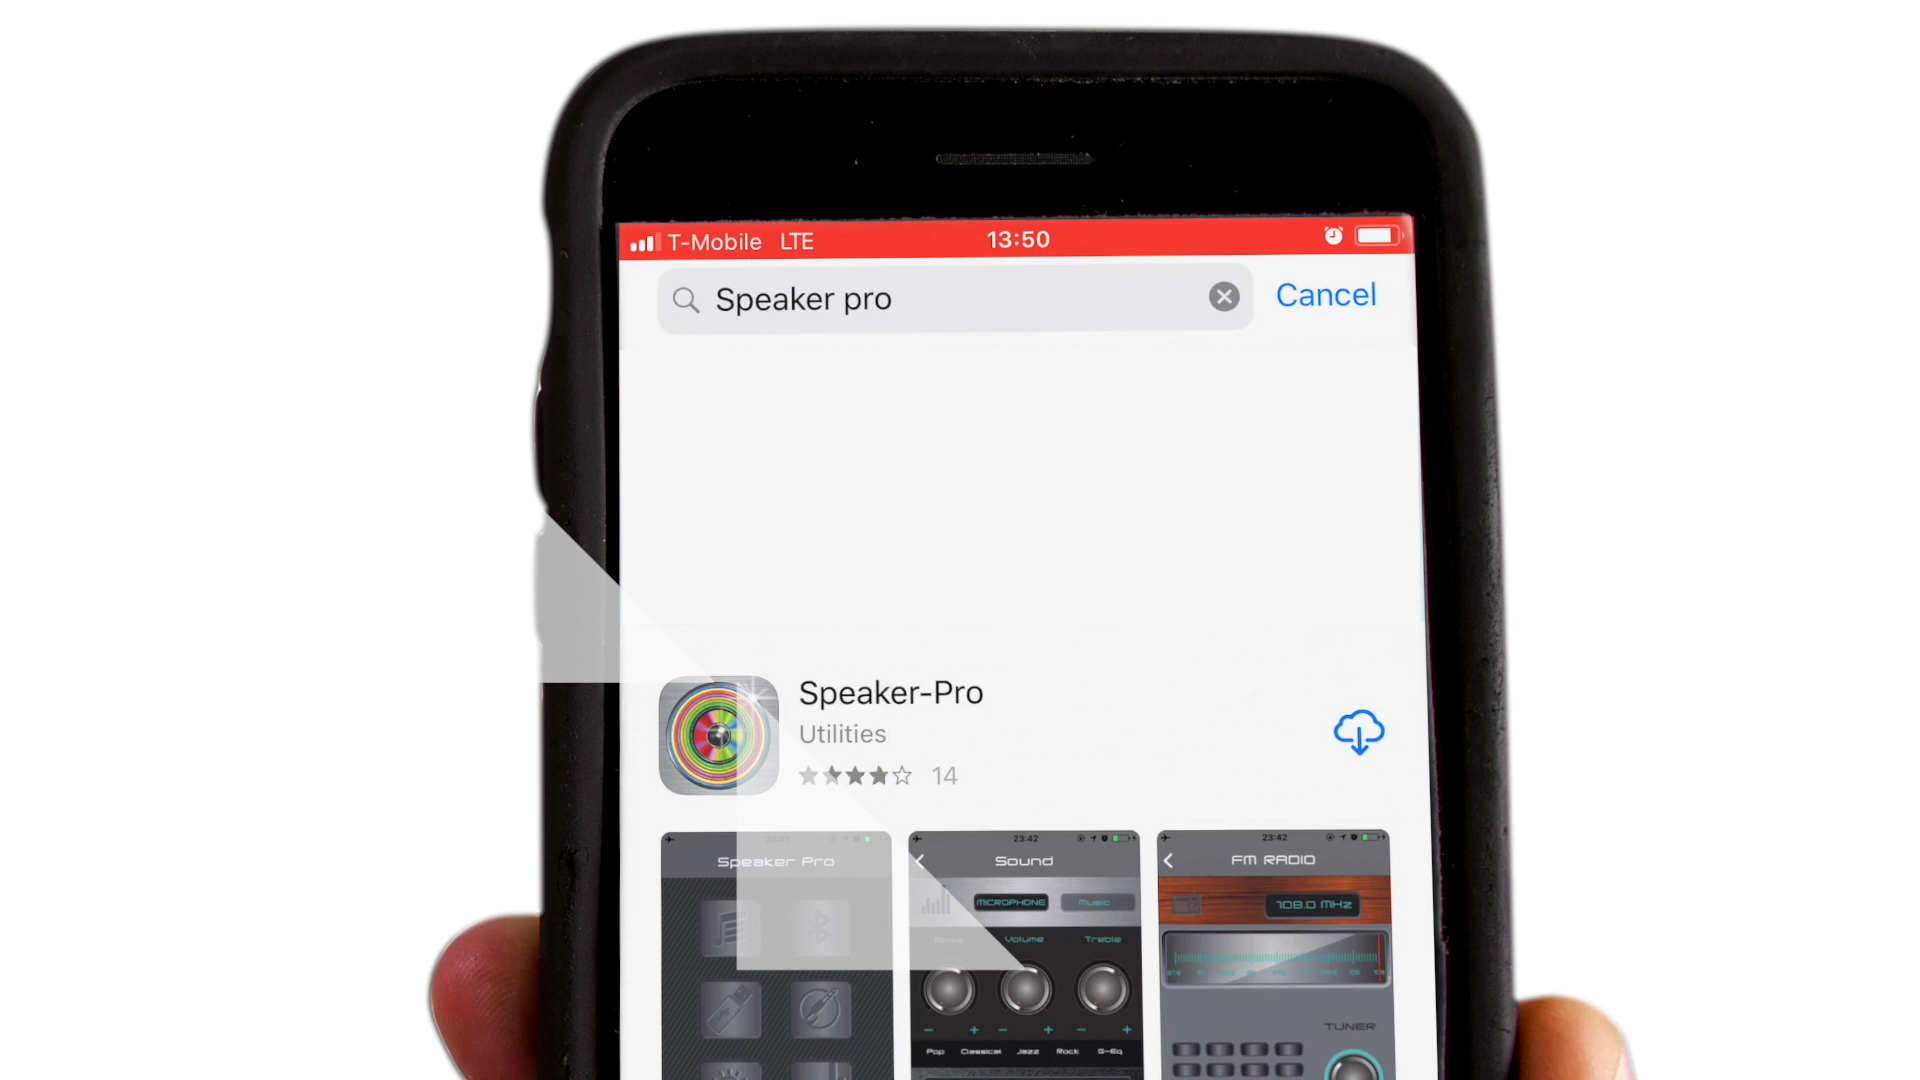 T-Mobile LTE 13:50
Speaker pro Cancel
Speaker-Pro
Utilities
14
Speaker Pro
23:42
Sound
MICROPHONE Music
Bass Volume Treble
Pop Classical Jazz Rock G-Eq
23:42
FM RADIO
108.0 MHz
TUNER